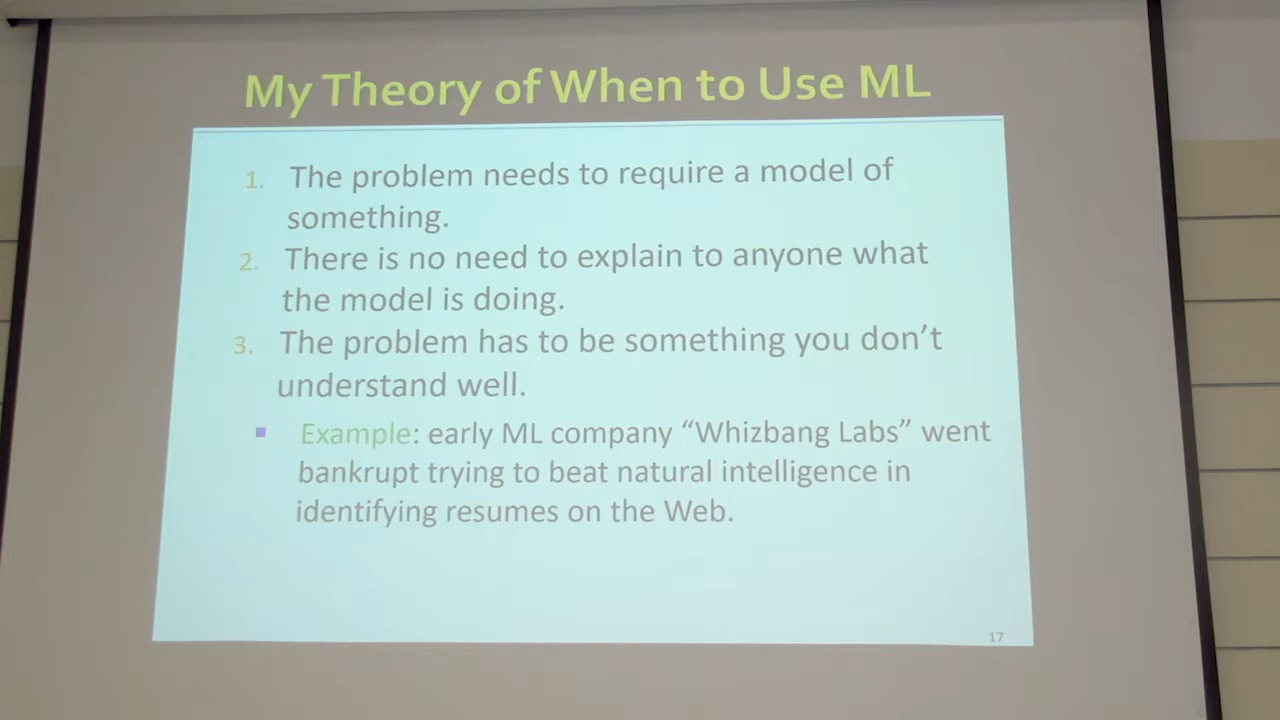 My Theory of When to Use ML
1. The problem needs to require a model of
something.
2. There is no need to explain to anyone what
the model is doing.
3. The problem has to be something you don't
understand well.
▪ Example: early ML company “Whizbang Labs” went
bankrupt trying to beat natural intelligence in
identifying resumes on the Web.
17